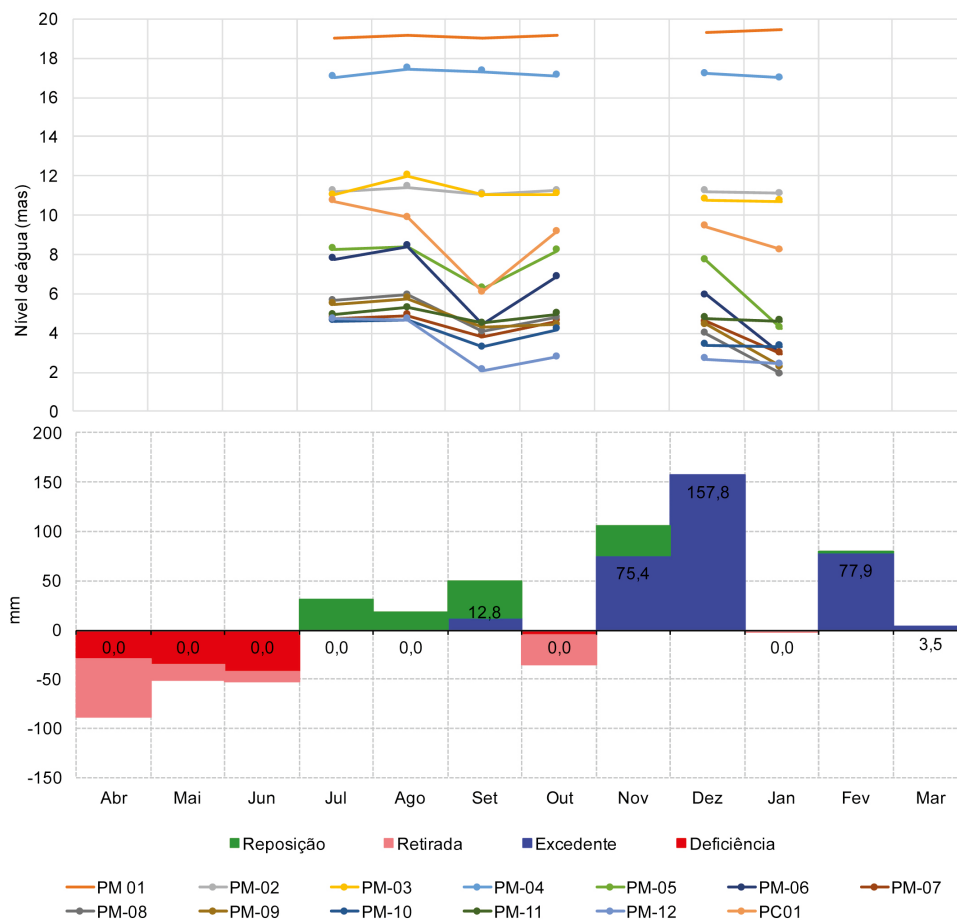 Nível de água (mas)
20
18
16
14
12
10
8
6
4
2
0
mm
200
150
100
50
0
-50
-100
-150
0,0 0,0 0,0 0,0 0,0 12,8 0,0 75,4 157,8 0,0 77,9 3,5
Abr Mai Jun Jul Ago Set Out Nov Dez Jan Fev Mar
Reposição Retirada Excedente Deficiência
PM 01 PM-02 PM-03 PM-04 PM-05 PM-06 PM-07
PM-08 PM-09 PM-10 PM-11 PM-12 PC01